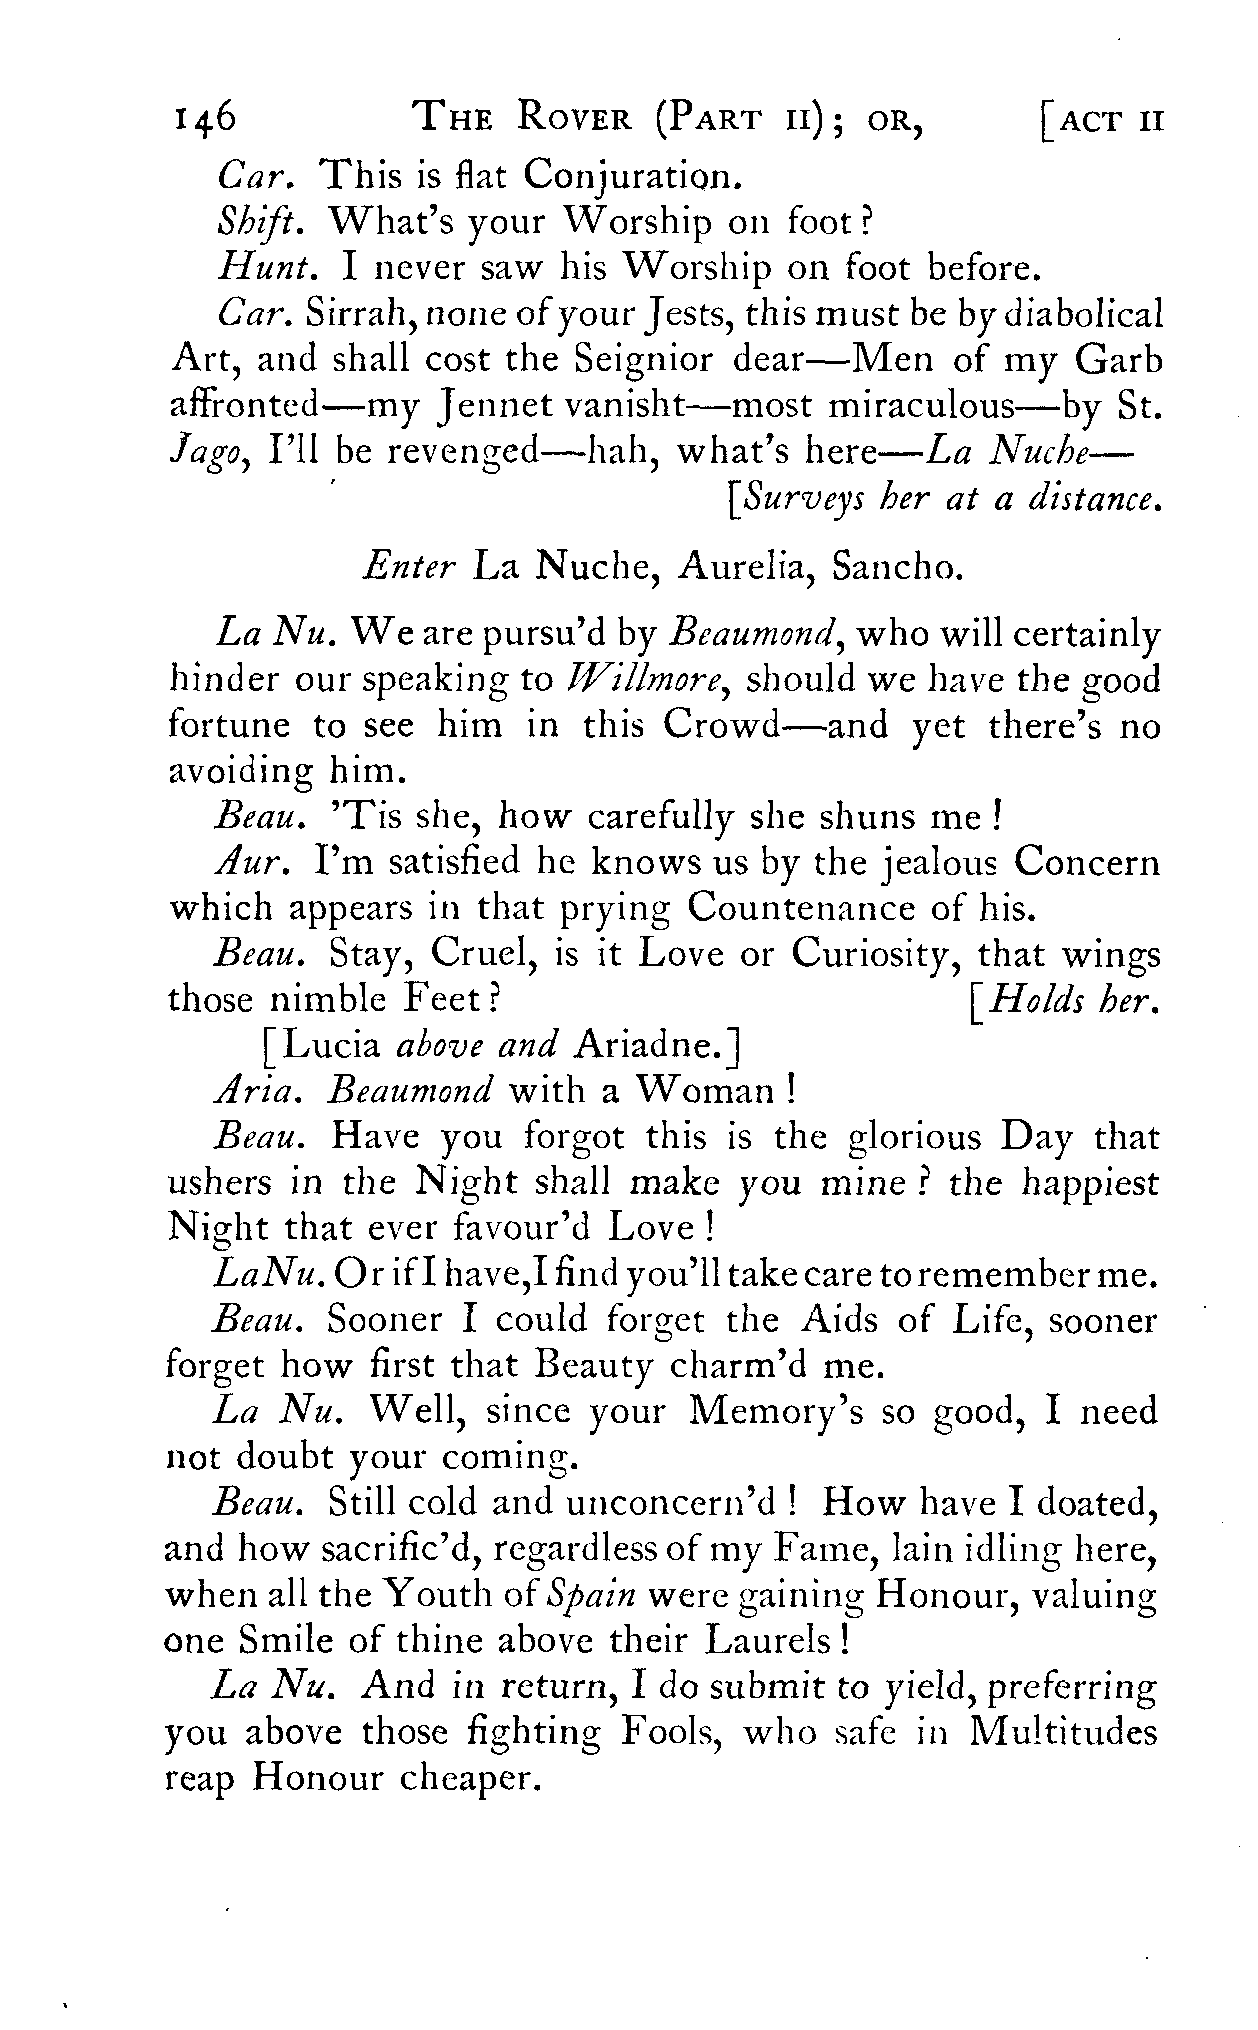 146 THE ROVER (PART II); OR, [ACT II
Car. This is flat Conjuration.
Shift. What's your Worship on foot?
Hunt. I never saw his Worship on foot before.
Car. Sirrah, none of your Jests, this must be by diabolical
Art, and shall cost the Seignior dear—Men of my Garb
affronted—my Jennet vanisht—most miraculous—by St.
Jago, I'll be revenged—hah, what's here—La Nuche—
[Surveys her at a distance.
Enter La Nuche, Aurelia, Sancho.
La Nu. We are pursu'd by Beaumond, who will certainly
hinder our speaking to Willmore, should we have the good
fortune to see him in this Crowd—and yet there's no
avoiding him.
Beau. 'Tis she, how carefully she shuns me!
Aur. I'm satisfied he knows us by the jealous Concern
which appears in that prying Countenance of his.
Beau. Stay, Cruel, is it Love or Curiosity, that wings
those nimble Feet? [Holds her.
[Lucia above and Ariadne.]
Aria. Beaumond with a Woman!
Beau. Have you forgot this is the glorious Day that
ushers in the Night shall make you mine? the happiest
Night that ever favour'd Love!
La Nu. Or if I have, I find you'll take care to remember me.
Beau. Sooner I could forget the Aids of Life, sooner
forget how first that Beauty charm'd me.
La Nu. Well, since your Memory's so good, I need
not doubt your coming.
Beau. Still cold and unconcern'd! How have I doated,
and how sacrific'd, regardless of my Fame, lain idling here,
when all the Youth of Spain were gaining Honour, valuing
one Smile of thine above their Laurels!
La Nu. And in return, I do submit to yield, preferring
you above those fighting Fools, who safe in Multitudes
reap Honour cheaper.